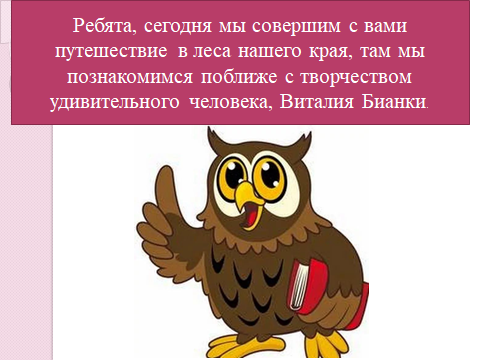 Ребята, сегодня мы совершим с вами
путешествие в леса нашего края, там мы
познакомимся поближе с творчеством
удивительного человека, Виталия Бианки.